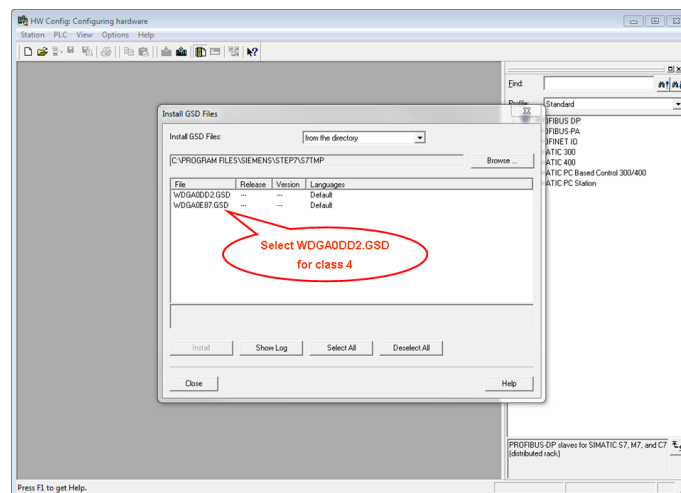 HW Config: Configuring hardware
Station PLC View Options Help
Find:
Standard
Install GSD Files
Install GSD Files:
from the directory
C:\PROGRAM FILES\SIEMENS\STEP7\S7TMP
Browse ...
File Release Version Languages
WDGA0DD2.GSD --- --- Default
WDGA0E87.GSD --- --- Default
Select WDGA0DD2.GSD
for class 4
Install Show Log Select All Deselect All
Close Help
OFIBUS DP
OFIBUS-PA
OFINET IO
ATIC 300
ATIC 400
ATIC PC Based Control 300/400
ATIC PC Station
PROFIBUS-DP slaves for SIMATIC S7, M7, and C7
(distributed rack)
Press F1 to get Help.